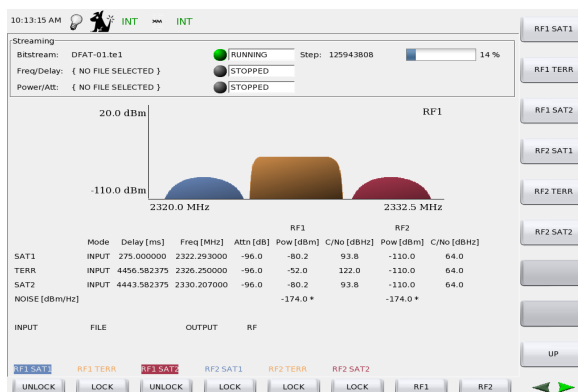 10:13:15 AM INT INT
RF1 SAT1
Streaming
Bitstream: DFAT-01.te1 RUNNING Step: 125943808 14 %
Freq/Delay: { NO FILE SELECTED } STOPPED
RF1 TERR
Power/Att: { NO FILE SELECTED } STOPPED
20.0 dBm RF1
RF1 SAT2
RF2 SAT1
-110.0 dBm
RF2 TERR
2320.0 MHz 2332.5 MHz
RF1 RF2
RF2 SAT2
Mode Delay [ms] Freq [MHz] Attn [dB] Pow [dBm] C/No [dBHz] Pow [dBm] C/No [dBHz]
SAT1 INPUT 275.000000 2322.293000 -96.0 -80.2 93.8 -110.0 64.0
TERR INPUT 4456.582375 2326.250000 -96.0 -52.0 122.0 -110.0 64.0
SAT2 INPUT 4443.582375 2330.207000 -96.0 -80.2 93.8 -110.0 64.0
NOISE [dBm/Hz] -174.0 * -174.0 *
INPUT FILE OUTPUT RF
UP
RF1 SAT1 RF1 TERR RF1 SAT2 RF2 SAT1 RF2 TERR RF2 SAT2
UNLOCK LOCK UNLOCK LOCK LOCK LOCK RF1 RF2